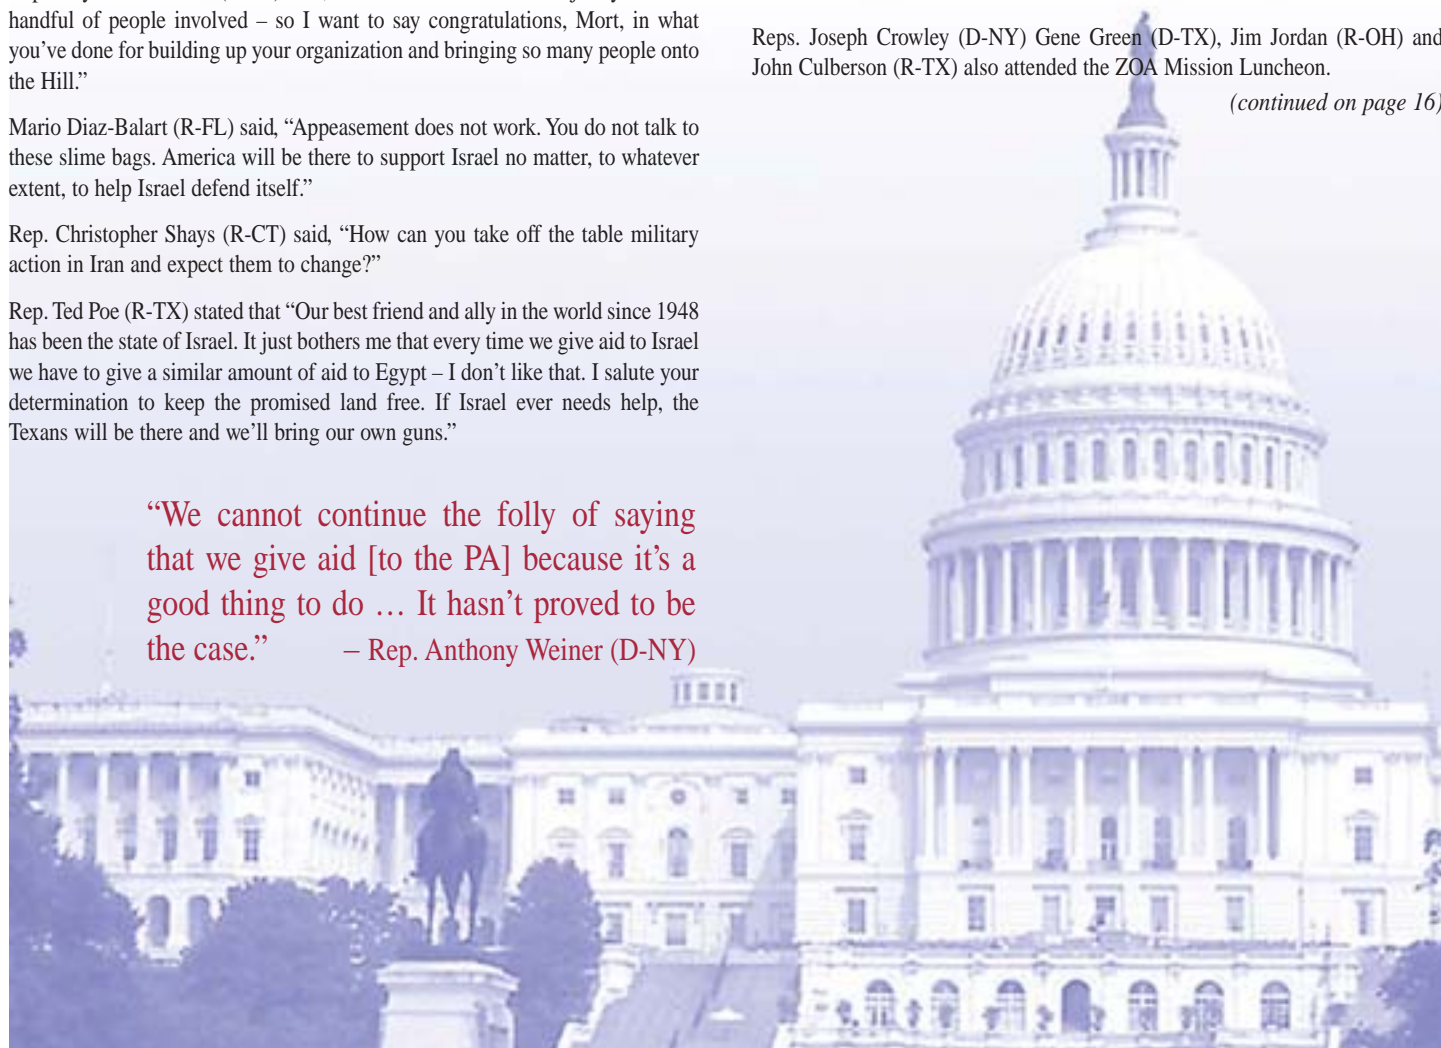 handful of people involved – so I want to say congratulations, Mort, in what
you’ve done for building up your organization and bringing so many people onto
the Hill.”
Mario Diaz-Balart (R-FL) said, “Appeasement does not work. You do not talk to
these slime bags. America will be there to support Israel no matter, to whatever
extent, to help Israel defend itself.”
Rep. Christopher Shays (R-CT) said, “How can you take off the table military
action in Iran and expect them to change?”
Rep. Ted Poe (R-TX) stated that “Our best friend and ally in the world since 1948
has been the state of Israel. It just bothers me that every time we give aid to Israel
we have to give a similar amount of aid to Egypt – I don’t like that. I salute your
determination to keep the promised land free. If Israel ever needs help, the
Texans will be there and we’ll bring our own guns.”
“We cannot continue the folly of saying
that we give aid [to the PA] because it’s a
good thing to do … It hasn’t proved to be
the case.” – Rep. Anthony Weiner (D-NY)
Reps. Joseph Crowley (D-NY) Gene Green (D-TX), Jim Jordan (R-OH) and
John Culberson (R-TX) also attended the ZOA Mission Luncheon.
(continued on page 16)